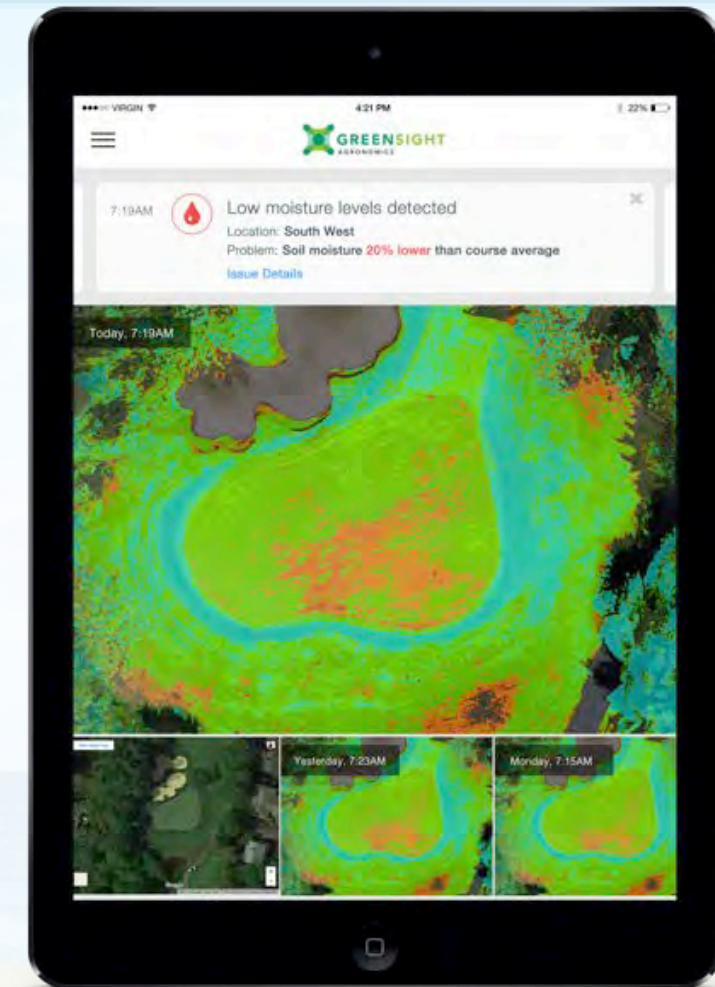 VIRGIN
4:21 PM
22%
GREENSIGHT
AGRONOMICS
7:19AM
Low moisture levels detected
Location: South West
Problem: Soil moisture 20% lower than course average
Issue Details
Today, 7:19AM
Yesterday, 7:23AM
Monday, 7:15AM